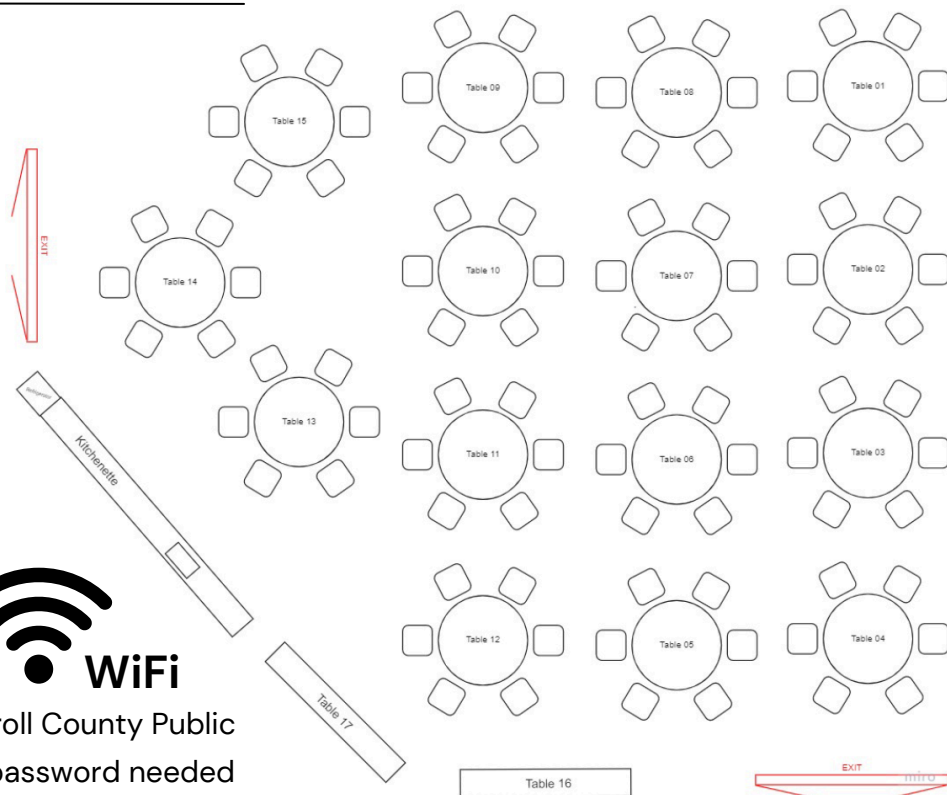 Table 09
Table 08
Table 01
Table 15
EXIT
Table 14
Table 10
Table 07
Table 02
Table 13
Kitchenette
Table 11
Table 06
Table 03
Table 12
Table 05
Table 04
WiFi
roll County Public
password needed
Table 17
Table 16
EXIT
miro